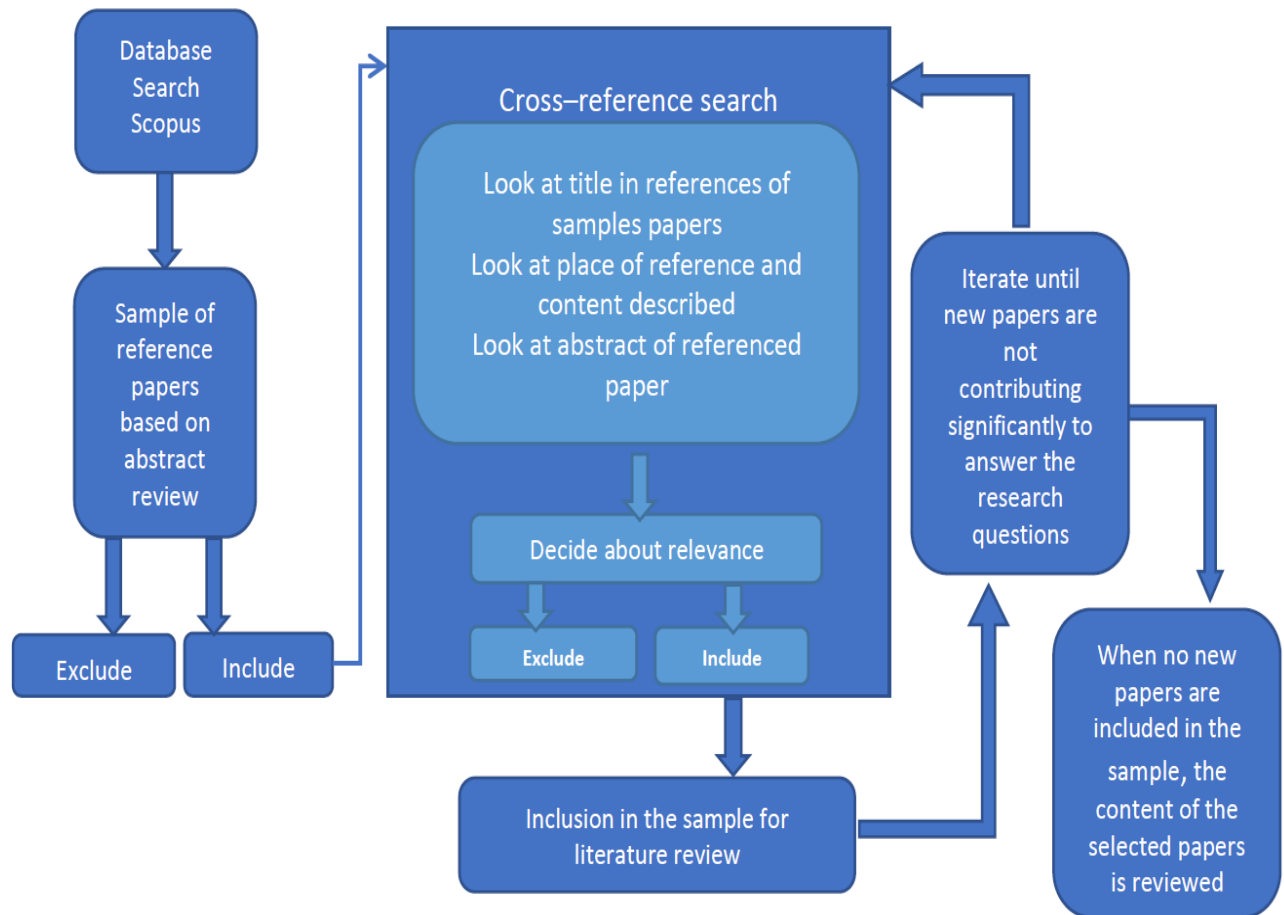 Database
Search
Scopus
Sample of
reference
papers
based on
abstract
review
Exclude
Include
Cross–reference search
Look at title in references of
samples papers
Look at place of reference and
content described
Look at abstract of referenced
paper
Decide about relevance
Exclude
Include
Inclusion in the sample for
literature review
Iterate until
new papers are
not
contributing
significantly to
answer the
research
questions
When no new
papers are
included in the
sample, the
content of the
selected papers
is reviewed